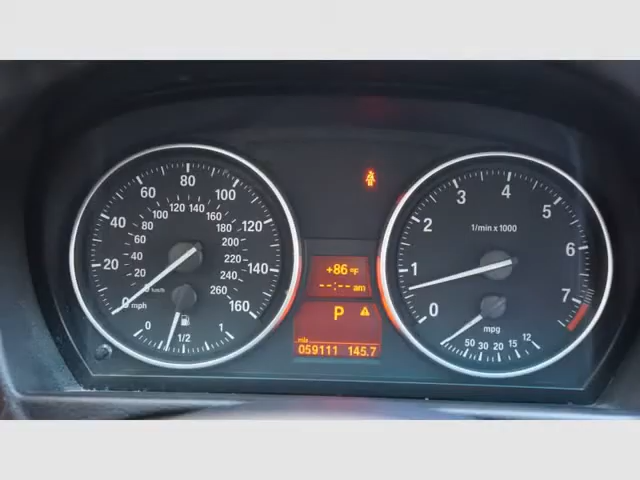 0 20 40 60 80 100 120 140 160
mph
0 20 40 60 80 100 120 140 160 180 200 220 240 260
km/h
0 1/2 1
+86 °F
--:-- am
P
mls
059111 145.7
0 1 2 3 4 5 6 7
1/min x 1000
50 30 20 15 12
mpg